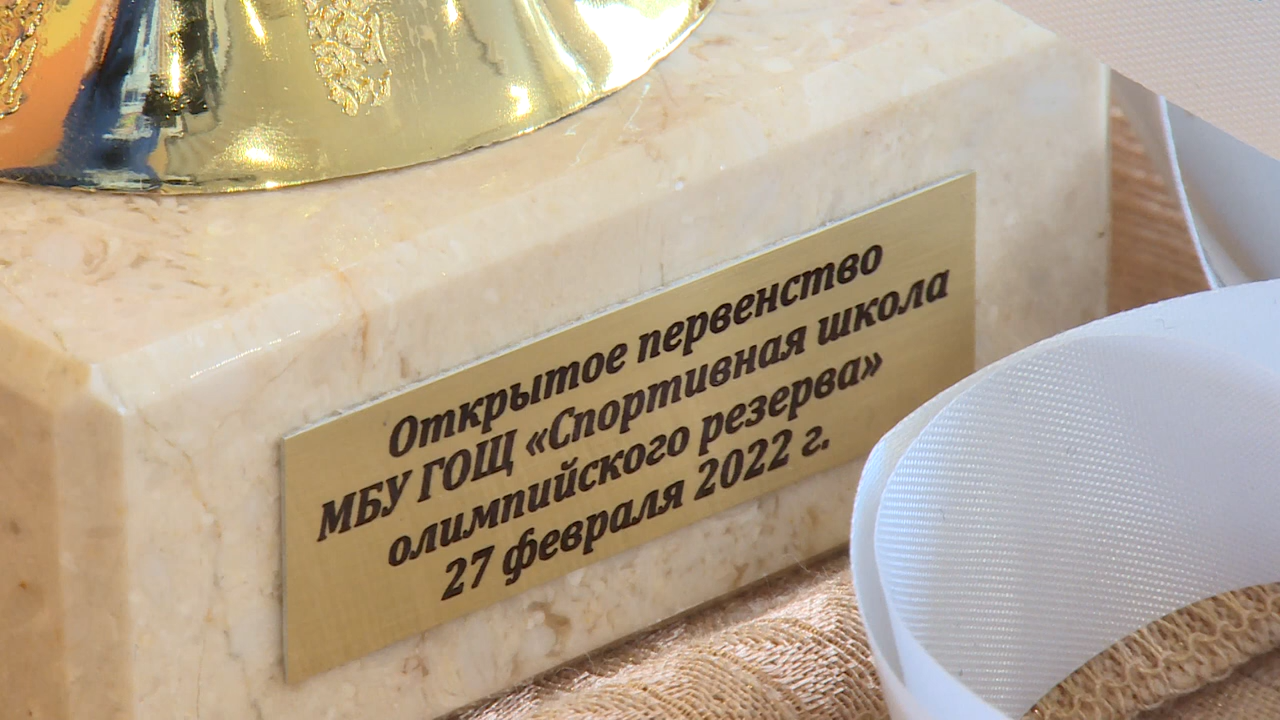 Открытое первенство
МБУ ГОЩ «Спортивная школа
олимпийского резерва»
27 февраля 2022 г.